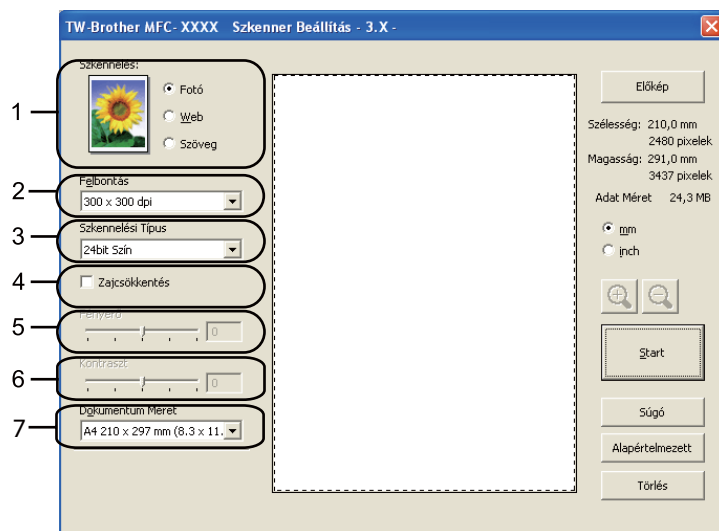 TW-Brother MFC- XXXX Szkenner Beállítás - 3.X -
1
Szkennelés:
Fotó
Web
Szöveg
2
Felbontás
300 x 300 dpi
3
Szkennelési Típus
24bit Szín
4
Zajcsökkentés
5
Fényerő
0
6
Kontraszt
0
7
Dokumentum Méret
A4 210 x 297 mm (8.3 x 11.
Előkép
Szélesség: 210,0 mm
2480 pixelek
Magasság: 291,0 mm
3437 pixelek
Adat Méret 24,3 MB
mm
inch
Start
Súgó
Alapértelmezett
Törlés